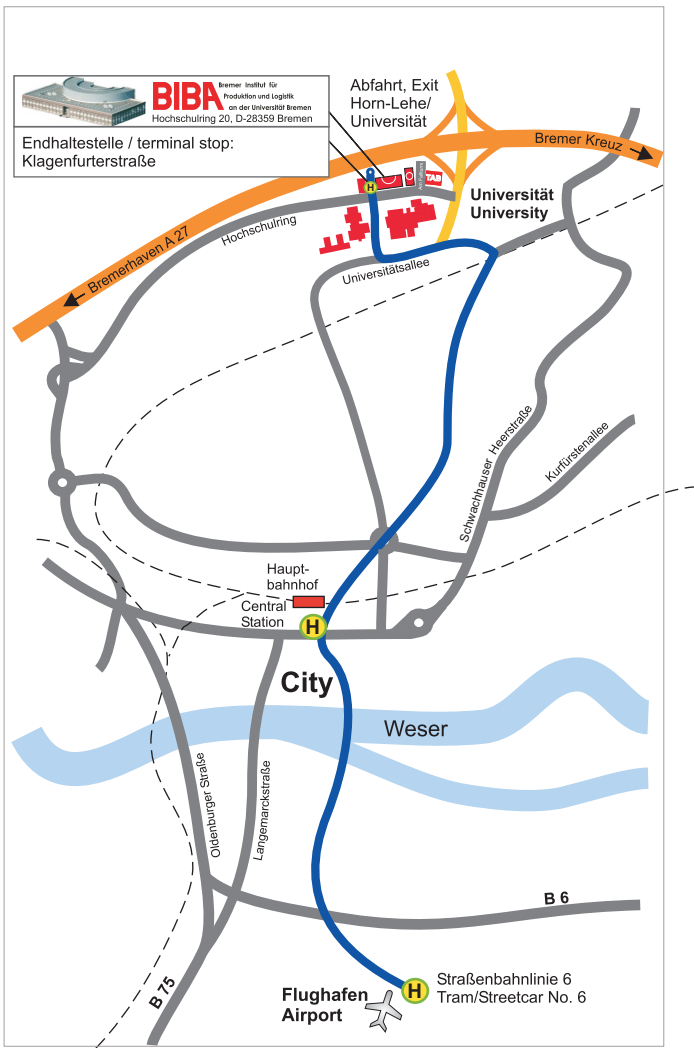 BIBA
Bremer Institut für
Produktion und Logistik
an der Universität Bremen
Hochschulring 20, D-28359 Bremen
Endhaltestelle / terminal stop:
Klagenfurterstraße
Abfahrt, Exit
Horn-Lehe/
Universität
Bremer Kreuz
H
TAB
Universität
University
Hochschulring
Bremerhaven A 27
Universitätsallee
Schwachhauser Heerstraße
Kurfürstenallee
Haupt-
bahnhof
Central
Station
H
City
Weser
Oldenburger Straße
Langemarckstraße
B 6
B 75
Flughafen
Airport
H
Straßenbahnlinie 6
Tram/Streetcar No. 6